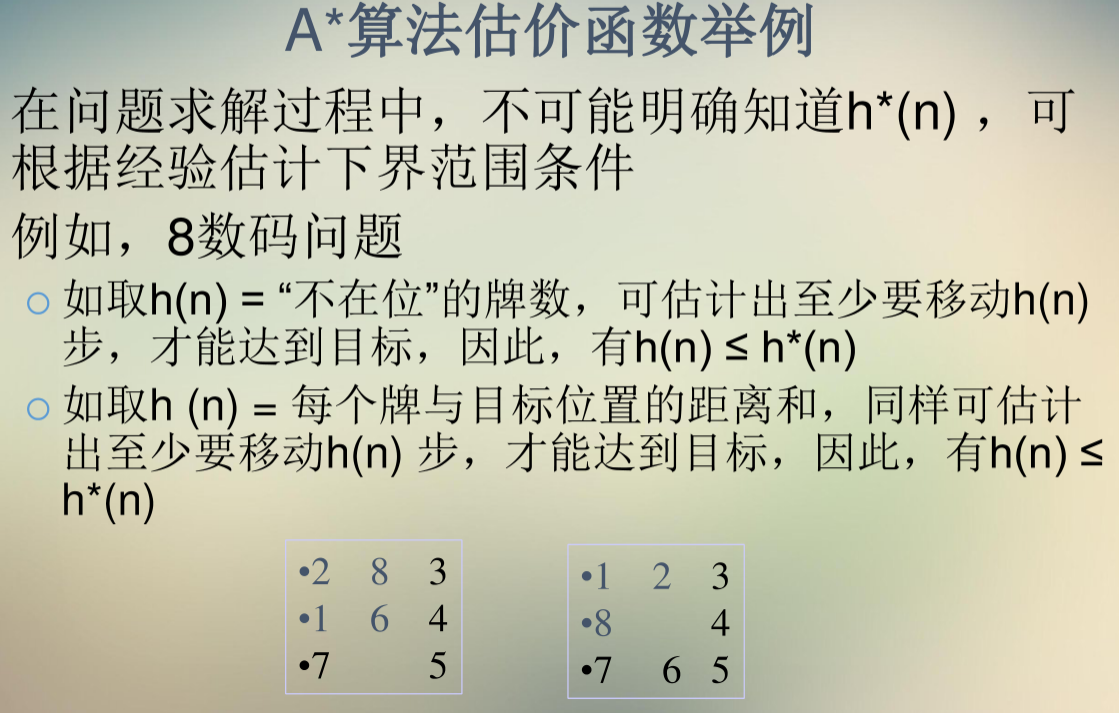 A*算法估价函数举例
在问题求解过程中，不可能明确知道h*(n) ，可
根据经验估计下界范围条件
例如，8数码问题
如取h(n) = “不在位”的牌数，可估计出至少要移动h(n)
步，才能达到目标，因此，有h(n) ≤ h*(n)
如取h (n) = 每个牌与目标位置的距离和，同样可估计
出至少要移动h(n) 步，才能达到目标，因此，有h(n) ≤
h*(n)
•2 8 3
•1 6 4
•7 5
•1 2 3
•8 4
•7 6 5